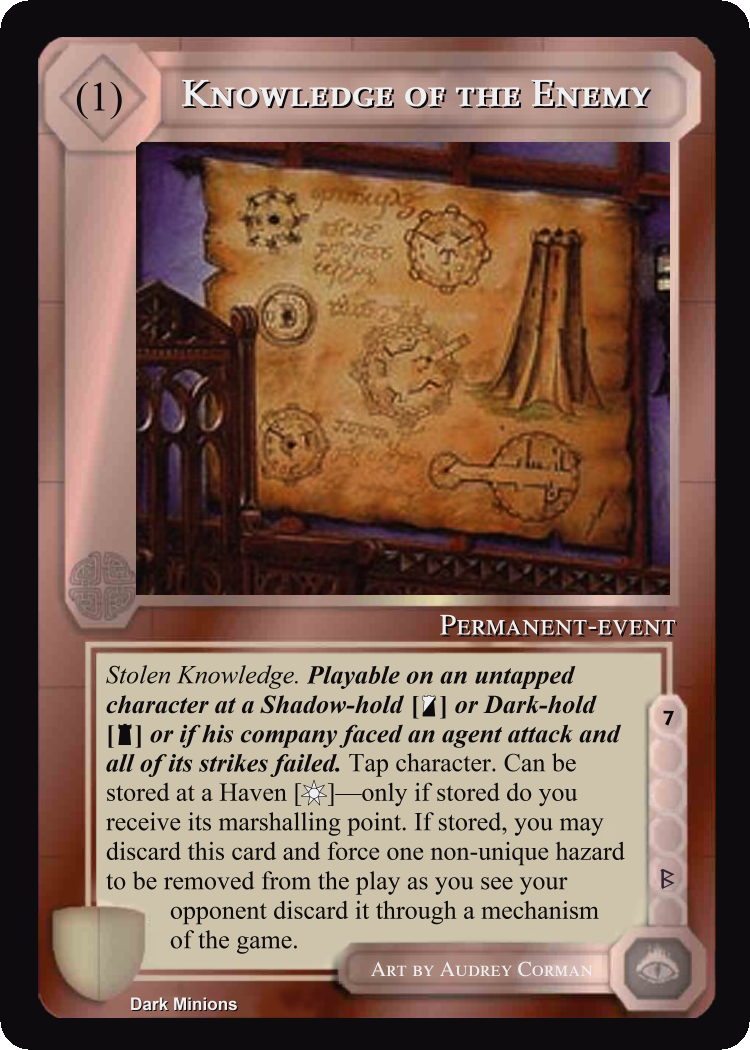 (1)
Knowledge of the Enemy
Permanent-event
Stolen Knowledge. Playable on an untapped
character at a Shadow-hold [] or Dark-hold
[] or if his company faced an agent attack and
all of its strikes failed. Tap character. Can be
stored at a Haven []—only if stored do you
receive its marshalling point. If stored, you may
discard this card and force one non-unique hazard
to be removed from the play as you see your
opponent discard it through a mechanism
of the game.
7
ᛒ
Art by Audrey Corman
Dark Minions